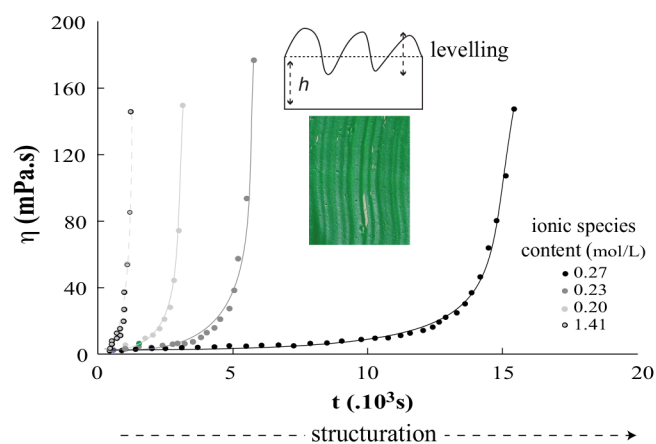 200
160
120
80
40
0
η (mPa.s)
levelling
h
ionic species
content (mol/L)
0.27
0.23
0.20
1.41
0
5
10
15
20
t (.10³s)
structuration